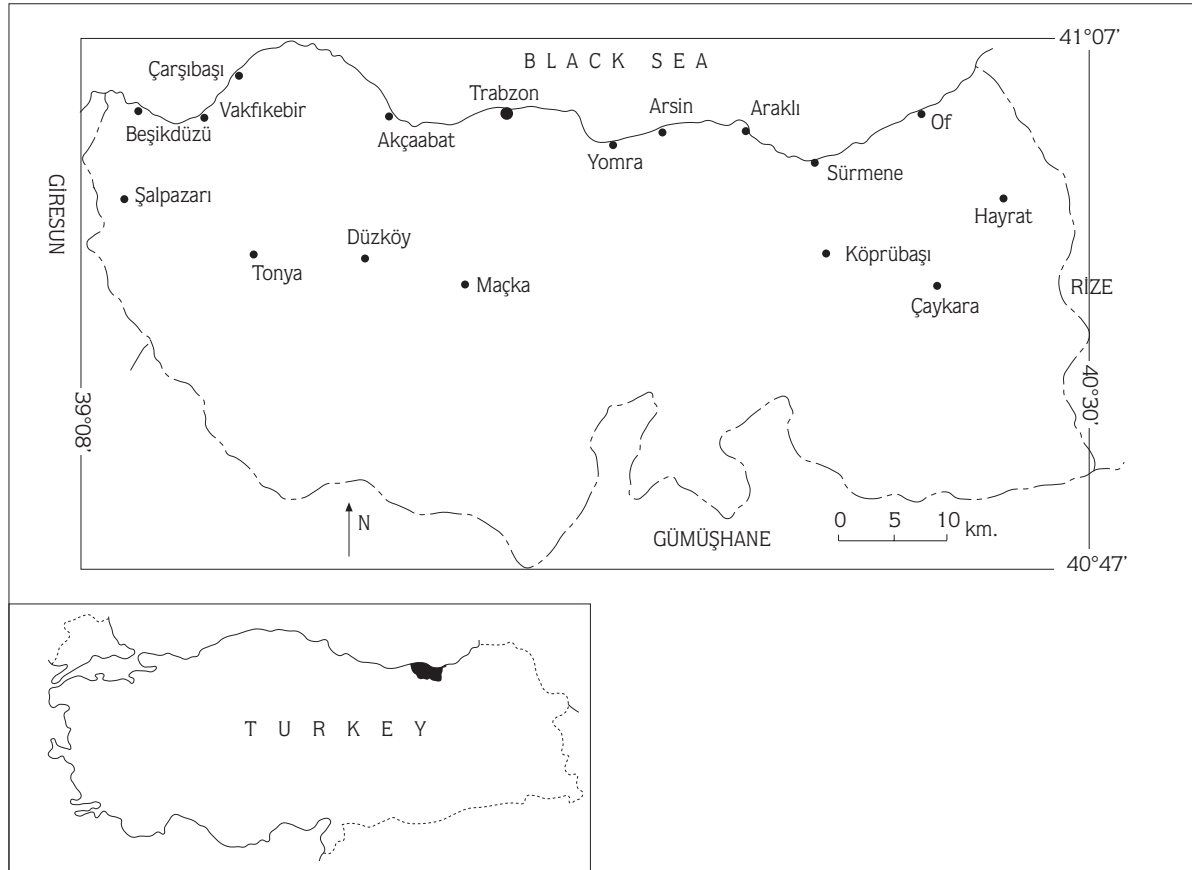 41°07'
BLACK SEA
Çarşıbaşı
Trabzon
Vakfıkebir
Arsin
Araklı
Beşikdüzü
Akçaabat
Of
Yomra
Sürmene
GİRESUN
Şalpazarı
Hayrat
Düzköy
Tonya
Köprübaşı
Maçka
RİZE
Çaykara
39°08'
40°30'
N
0 5 10 km.
GÜMÜŞHANE
40°47'
TURKEY